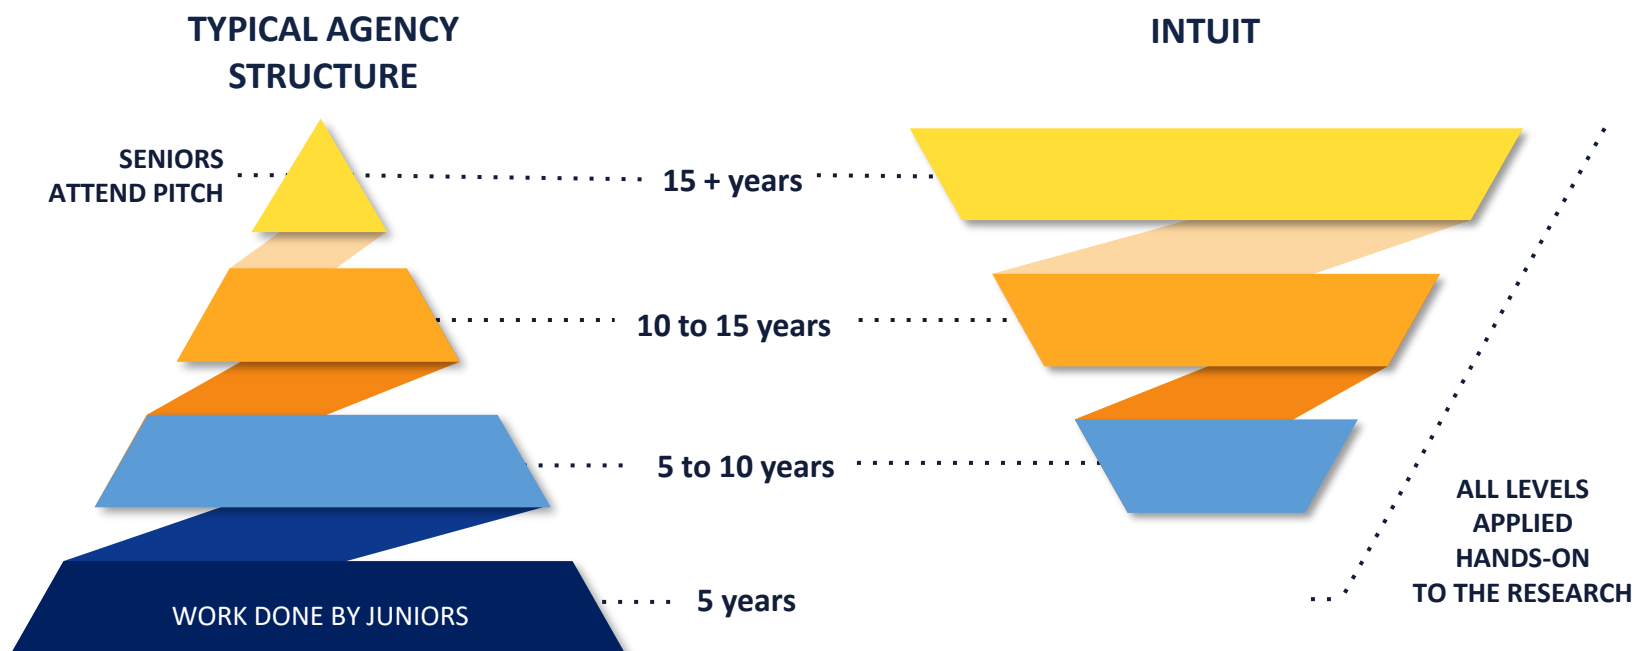 TYPICAL AGENCY
STRUCTURE
INTUIT
SENIORS
ATTEND PITCH
15 + years
10 to 15 years
5 to 10 years
ALL LEVELS
APPLIED
HANDS-ON
TO THE RESEARCH
5 years
WORK DONE BY JUNIORS